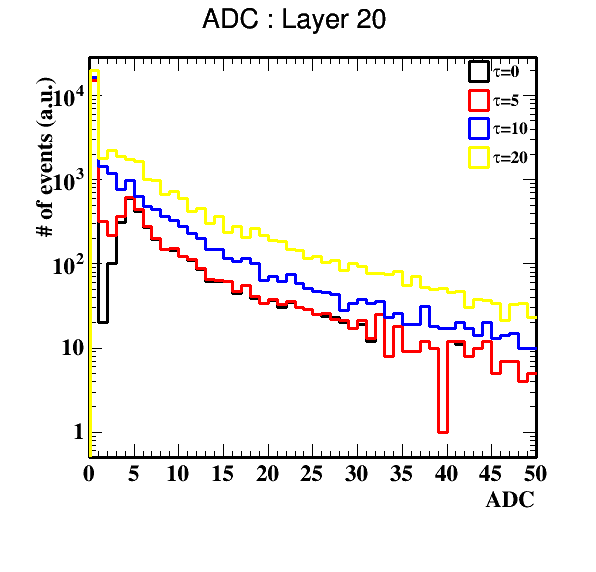 ADC : Layer 20
# of events (a.u.)
10⁴
10³
10²
10
1
τ=0
τ=5
τ=10
τ=20
0 5 10 15 20 25 30 35 40 45 50
ADC